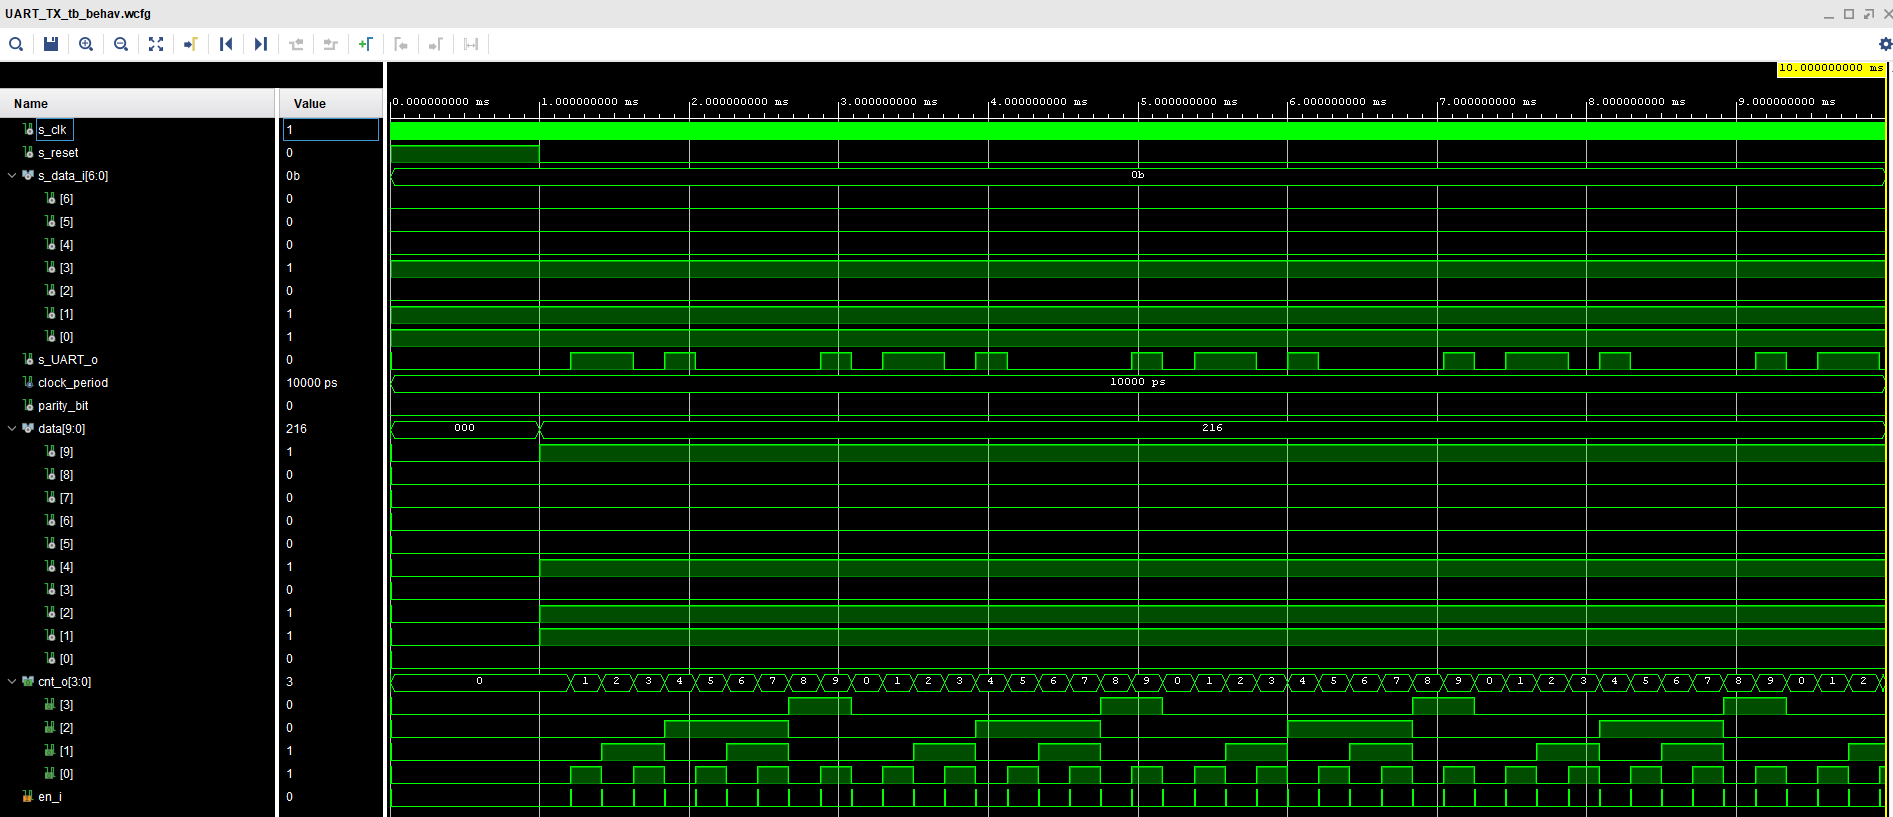 UART_TX_tb_behav.wcfg
10.000000000 ms
Name Value
0.000000000 ms 1.000000000 ms 2.000000000 ms 3.000000000 ms 4.000000000 ms 5.000000000 ms 6.000000000 ms 7.000000000 ms 8.000000000 ms 9.000000000 ms
s_clk 1
s_reset 0
s_data_i[6:0] 0b 0b
[6] 0
[5] 0
[4] 0
[3] 1
[2] 0
[1] 1
[0] 1
s_UART_o 0
clock_period 10000 ps 10000 ps
parity_bit 0
data[9:0] 216 000 216
[9] 1
[8] 0
[7] 0
[6] 0
[5] 0
[4] 1
[3] 0
[2] 1
[1] 1
[0] 0
cnt_o[3:0] 3 0 1 2 3 4 5 6 7 8 9 0 1 2 3 4 5 6 7 8 9 0 1 2 3 4 5 6 7 8 9 0 1 2 3 4 5 6 7 8 9 0 1 2
[3] 0
[2] 0
[1] 1
[0] 1
en_i 0